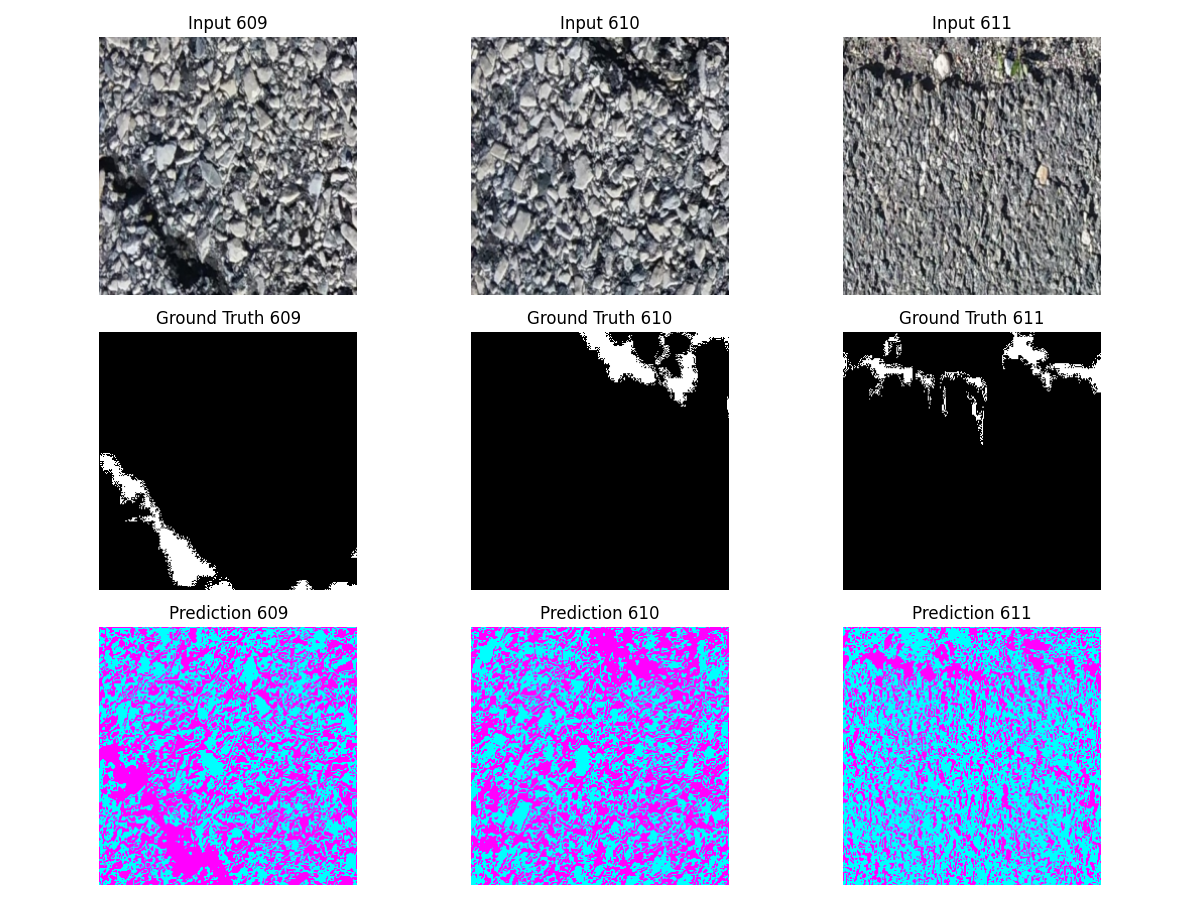 Input 609
Input 610
Input 611
Ground Truth 609
Ground Truth 610
Ground Truth 611
Prediction 609
Prediction 610
Prediction 611